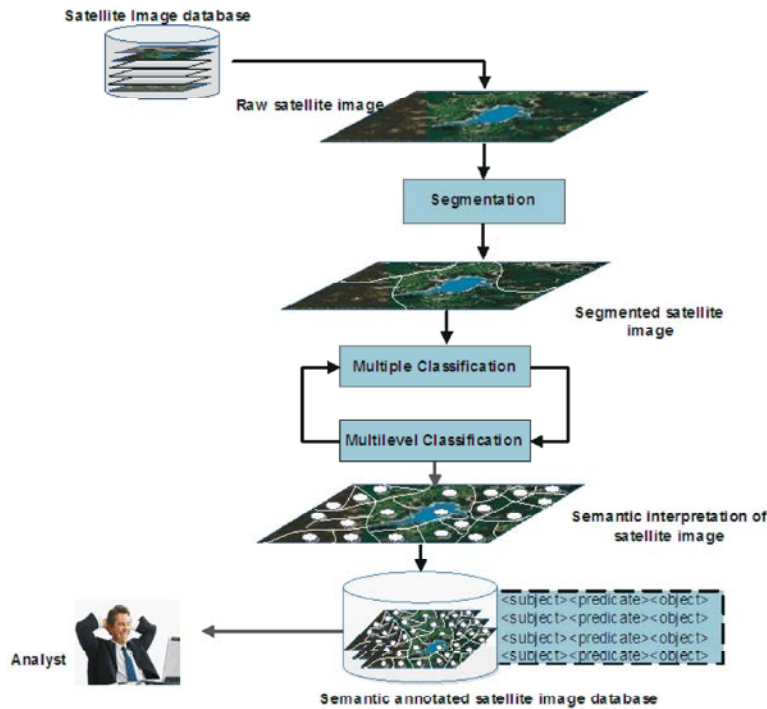 Satellite Image database
Raw satellite image
Segmentation
Segmented satellite
image
Multiple Classification
Multilevel Classification
Semantic interpretation of
satellite image
<subject><predicate><object>
<subject><predicate><object>
<subject><predicate><object>
<subject><predicate><object>
Analyst
Semantic annotated satellite image database